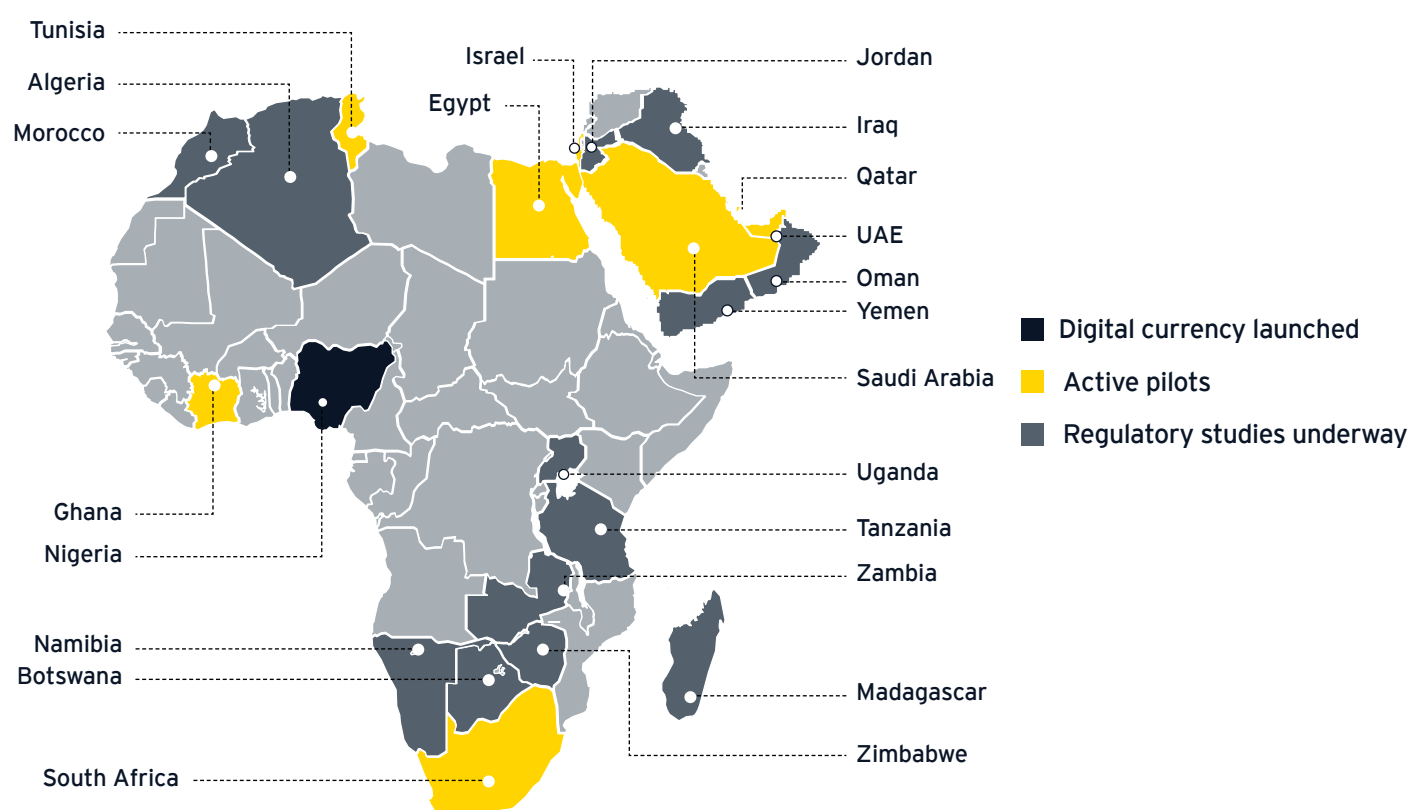 Tunisia
Algeria
Morocco
Israel
Egypt
Jordan
Iraq
Qatar
UAE
Oman
Yemen
Saudi Arabia
Digital currency launched
Active pilots
Regulatory studies underway
Ghana
Nigeria
Namibia
Botswana
South Africa
Uganda
Tanzania
Zambia
Madagascar
Zimbabwe